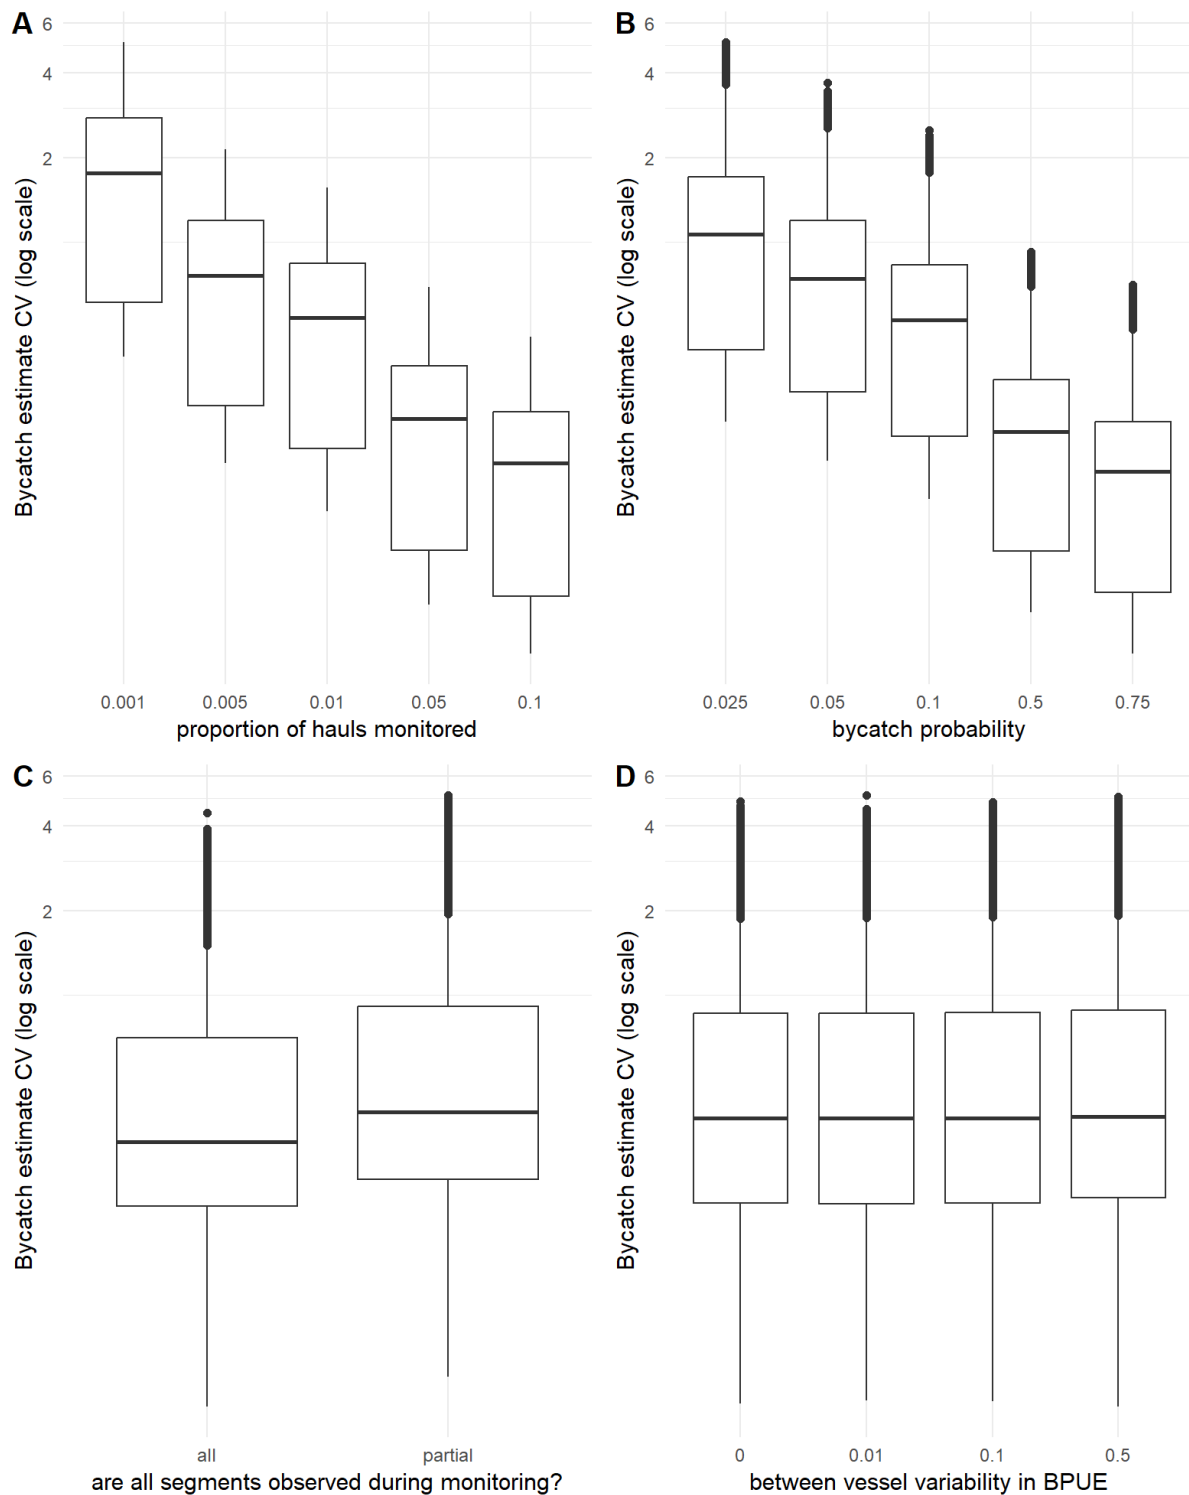 A
6
4
2
Bycatch estimate CV (log scale)
0.001 0.005 0.01 0.05 0.1
proportion of hauls monitored
B
6
4
2
Bycatch estimate CV (log scale)
0.025 0.05 0.1 0.5 0.75
bycatch probability
C
6
4
2
Bycatch estimate CV (log scale)
all partial
are all segments observed during monitoring?
D
6
4
2
Bycatch estimate CV (log scale)
0 0.01 0.1 0.5
between vessel variability in BPUE